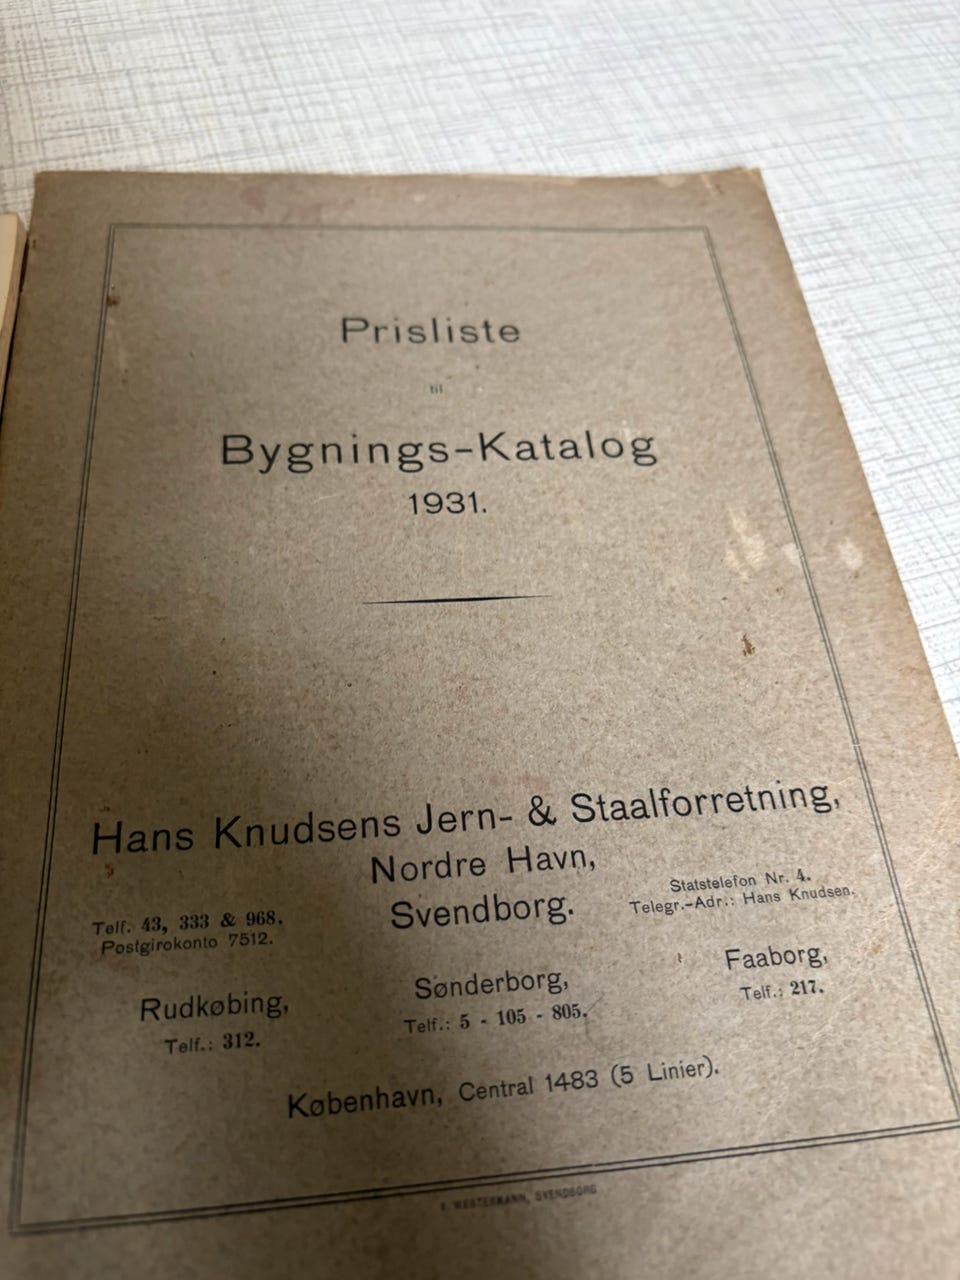 Prisliste
til
Bygnings-Katalog
1931.
Hans Knudsens Jern- & Staalforretning,
Nordre Havn,
Svendborg.
Telf. 43, 333 & 968.
Postgirokonto 7512.
Statstelefon Nr. 4.
Telegr.-Adr.: Hans Knudsen.
Rudkøbing,
Telf.: 312.
Sønderborg,
Telf.: 5 - 105 - 805.
Faaborg,
Telf.: 217.
København, Central 1483 (5 Linier).
WESTERMANN, SVENDBORG